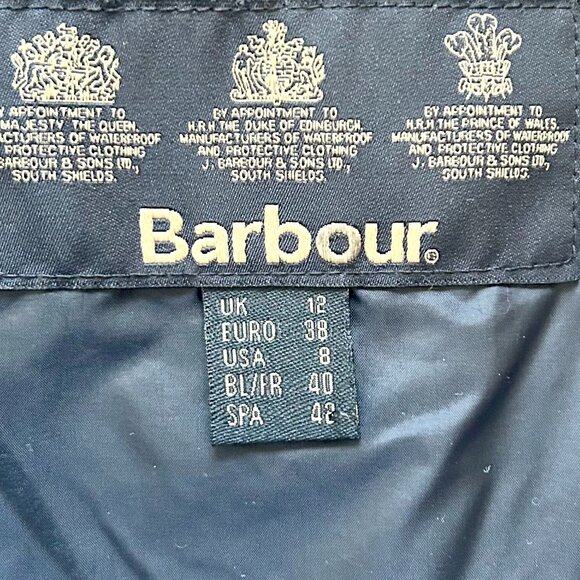 BY APPOINTMENT TO
MAJESTY THE QUEEN.
MANUFACTURERS OF WATERPROOF
PROTECTIVE CLOTHING
BARBOUR & SONS LTD,
SOUTH SHIELDS.
BY APPOINTMENT TO
H.R.H. THE DUKE OF EDINBURGH.
MANUFACTURERS OF WATERPROOF
AND PROTECTIVE CLOTHING
J. BARBOUR & SONS LTD,
SOUTH SHIELDS.
BY APPOINTMENT TO
H.R.H. THE PRINCE OF WALES.
MANUFACTURERS OF WATERPROOF
AND PROTECTIVE CLOTHING
J. BARBOUR & SONS LTD,
SOUTH SHIELDS.
Barbour®
UK 12
EURO 38
USA 8
BL/FR 40
SPA 42